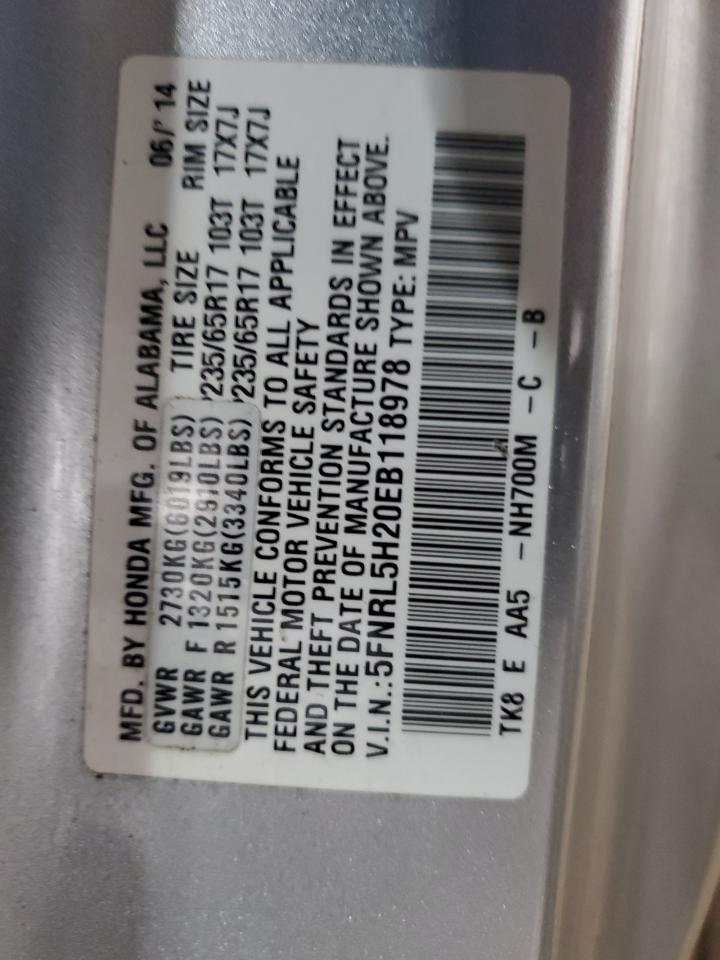 MFD. BY HONDA MFG. OF ALABAMA, LLC 06/'14
GVWR 2730KG(6019LBS) TIRE SIZE RIM SIZE
GAWR F 1320KG(2910LBS) P235/65R17 103T 17X7J
GAWR R 1515KG(3340LBS) P235/65R17 103T 17X7J
THIS VEHICLE CONFORMS TO ALL APPLICABLE
FEDERAL MOTOR VEHICLE SAFETY
AND THEFT PREVENTION STANDARDS IN EFFECT
ON THE DATE OF MANUFACTURE SHOWN ABOVE.
V.I.N.:5FNRL5H20EB118978 TYPE: MPV
TK8 E AA5 -NH700M -C -B